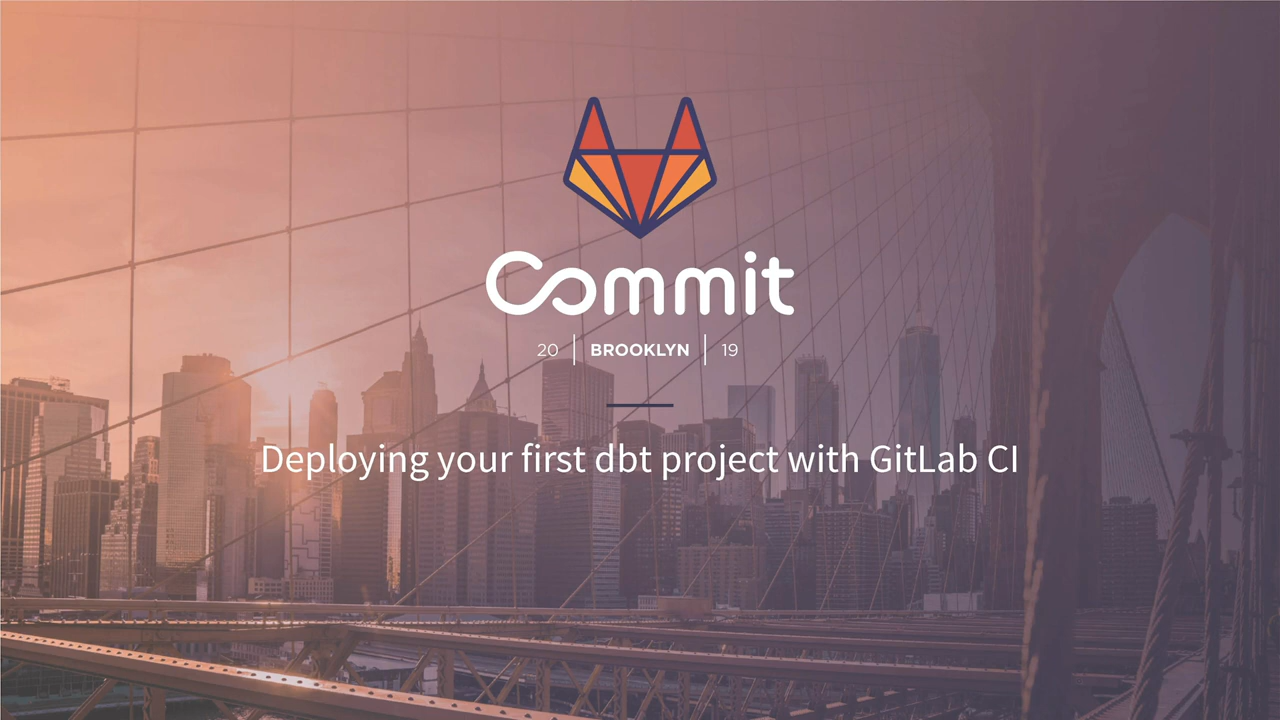 Commit
20 | BROOKLYN | 19
Deploying your first dbt project with GitLab CI